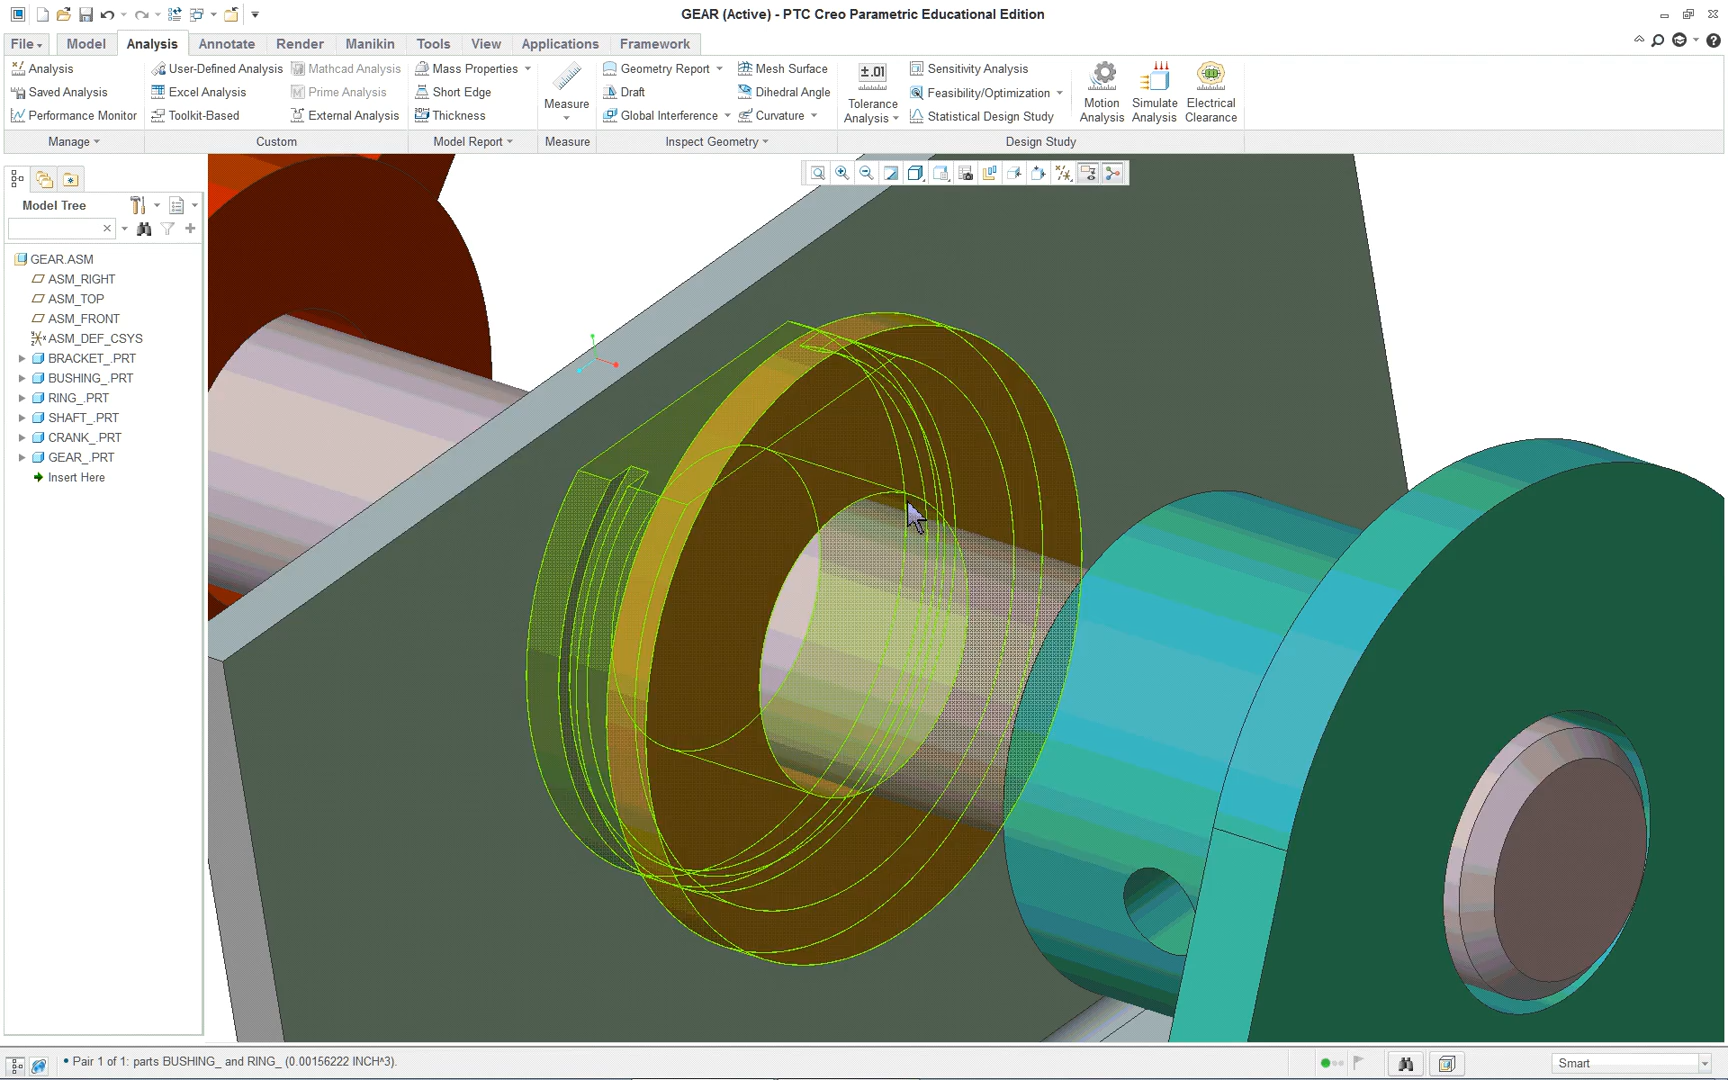 GEAR (Active) - PTC Creo Parametric Educational Edition
File
Model
Analysis
Annotate
Render
Manikin
Tools
View
Applications
Framework
Analysis
Saved Analysis
Performance Monitor
Manage
User-Defined Analysis
Excel Analysis
Toolkit-Based
Mathcad Analysis
Prime Analysis
External Analysis
Custom
Mass Properties
Short Edge
Thickness
Model Report
Measure
Measure
Geometry Report
Draft
Global Interference
Mesh Surface
Dihedral Angle
Curvature
Inspect Geometry
±.01
Tolerance
Analysis
Sensitivity Analysis
Feasibility/Optimization
Statistical Design Study
Motion
Analysis
Simulate
Analysis
Electrical
Clearance
Design Study
Model Tree
GEAR.ASM
ASM_RIGHT
ASM_TOP
ASM_FRONT
ASM_DEF_CSYS
BRACKET_.PRT
BUSHING_.PRT
RING_.PRT
SHAFT_.PRT
CRANK_.PRT
GEAR_.PRT
Insert Here
• Pair 1 of 1: parts BUSHING_ and RING_ (0.00156222 INCH^3).
Smart